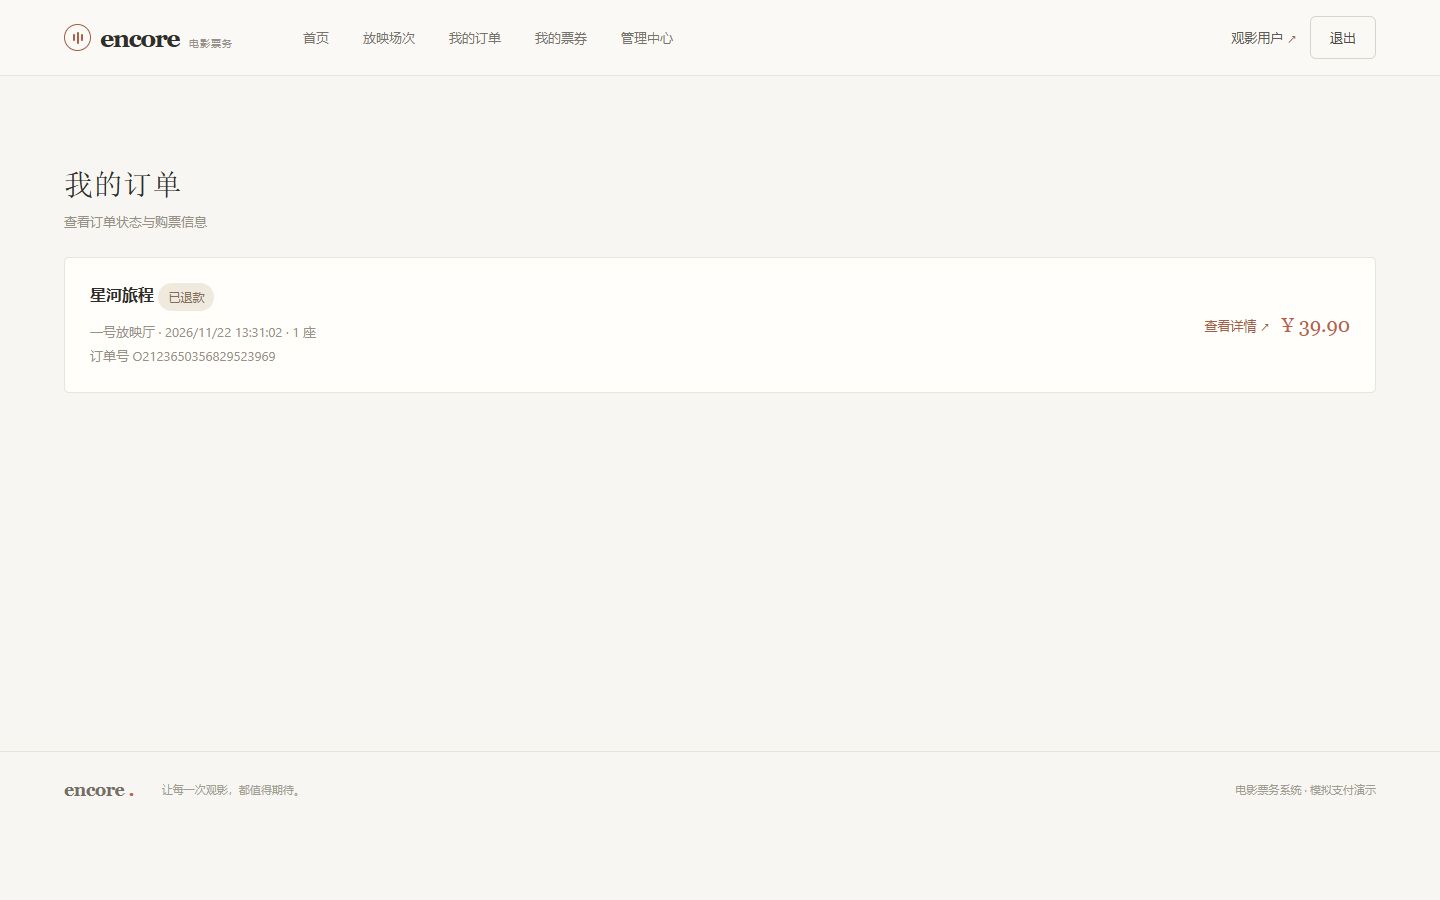 encore 电影票务 首页 放映场次 我的订单 我的票券 管理中心 观影用户 ↗ 退出
我的订单
查看订单状态与购票信息
星河旅程 已退款
一号放映厅 · 2026/11/22 13:31:02 · 1 座
订单号 O2123650356829523969
查看详情 ↗ ¥ 39.90
encore. 让每一次观影，都值得期待。 电影票务系统 · 模拟支付演示